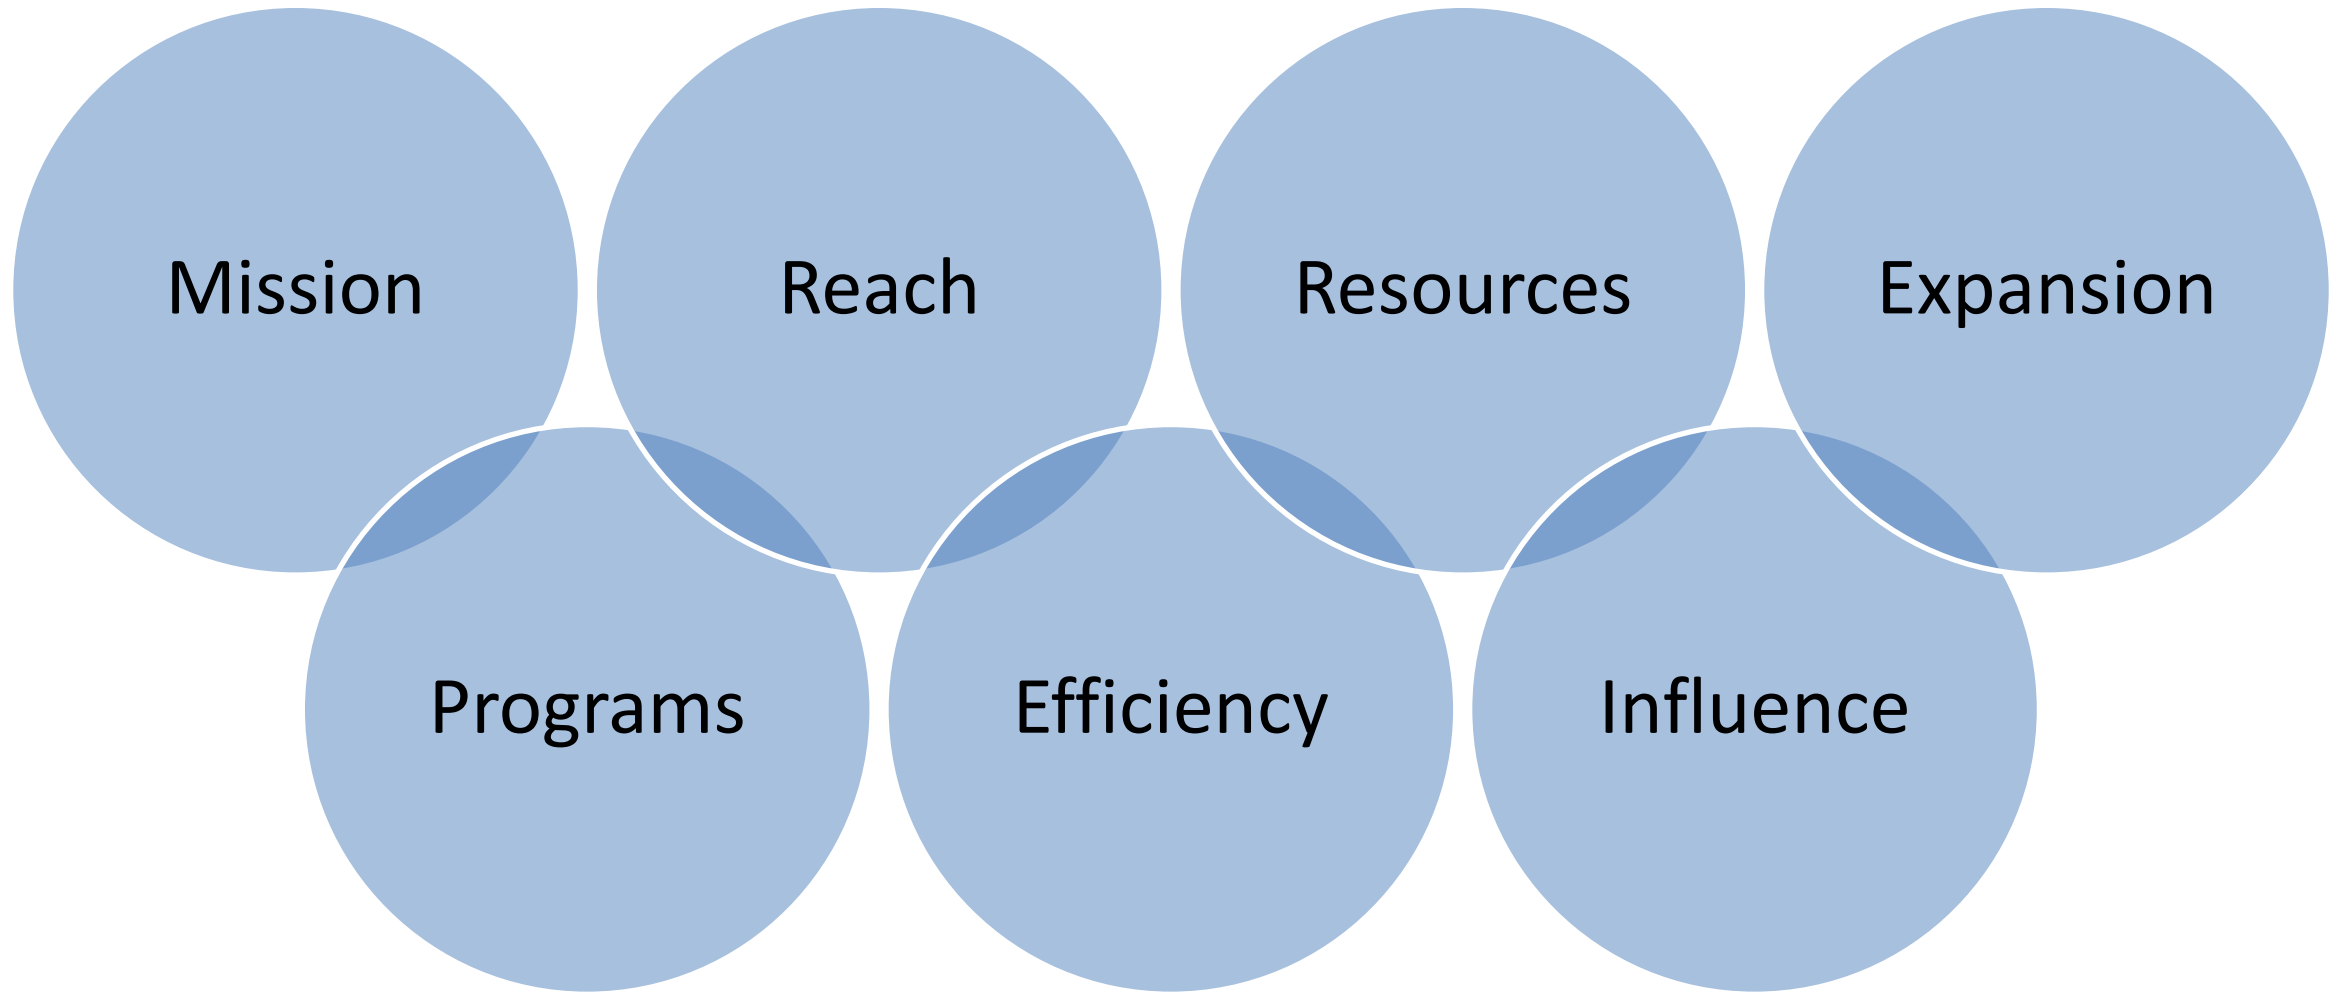 Mission
Reach
Resources
Expansion
Programs
Efficiency
Influence